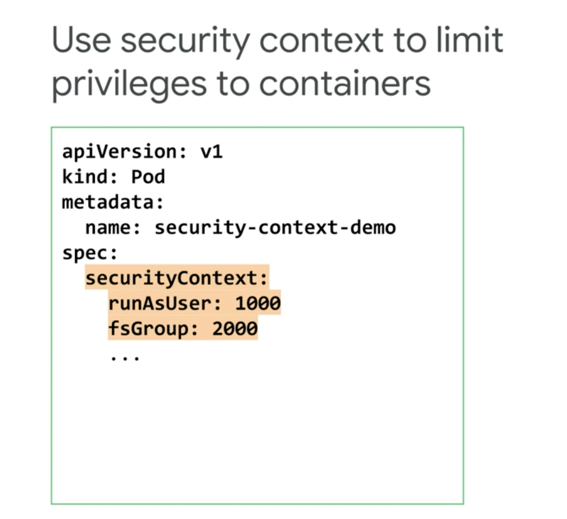 Use security context to limit
privileges to containers
apiVersion: v1
kind: Pod
metadata:
  name: security-context-demo
spec:
  securityContext:
    runAsUser: 1000
    fsGroup: 2000
    ...